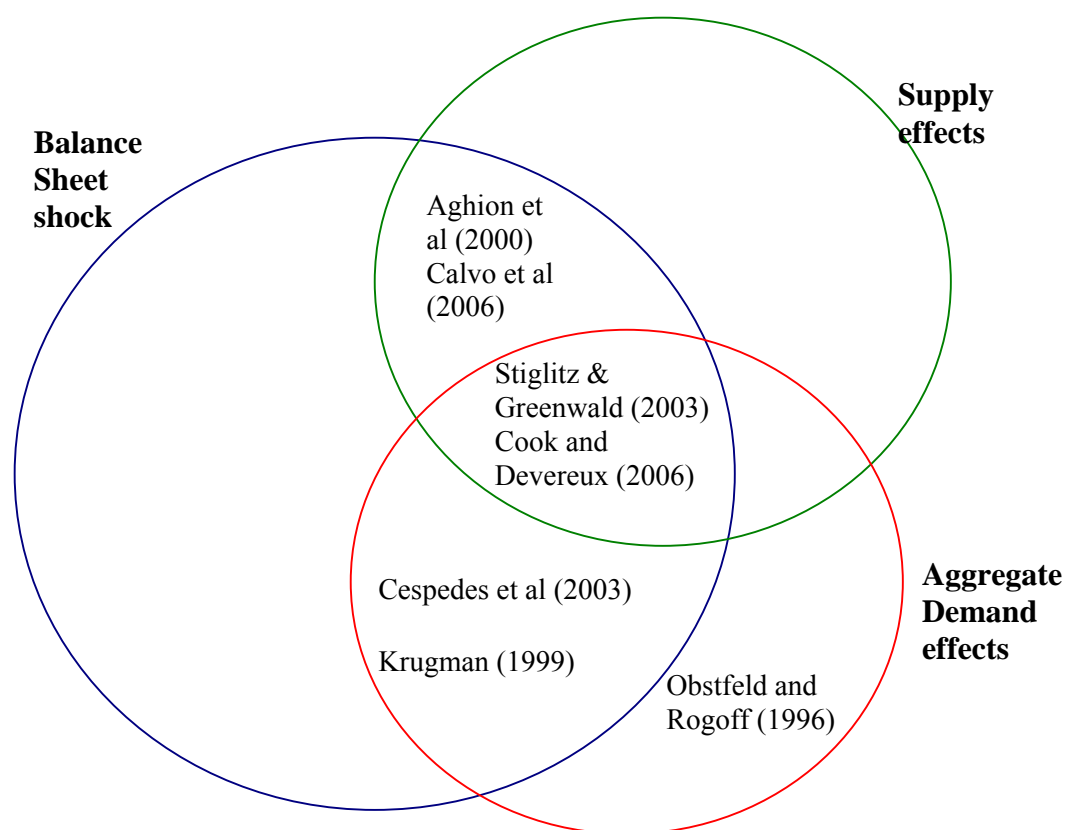 Supply
effects
Balance
Sheet
shock
Aghion et
al (2000)
Calvo et al
(2006)
Stiglitz &
Greenwald (2003)
Cook and
Devereux (2006)
Cespedes et al (2003)
Krugman (1999)
Aggregate
Demand
effects
Obstfeld and
Rogoff (1996)